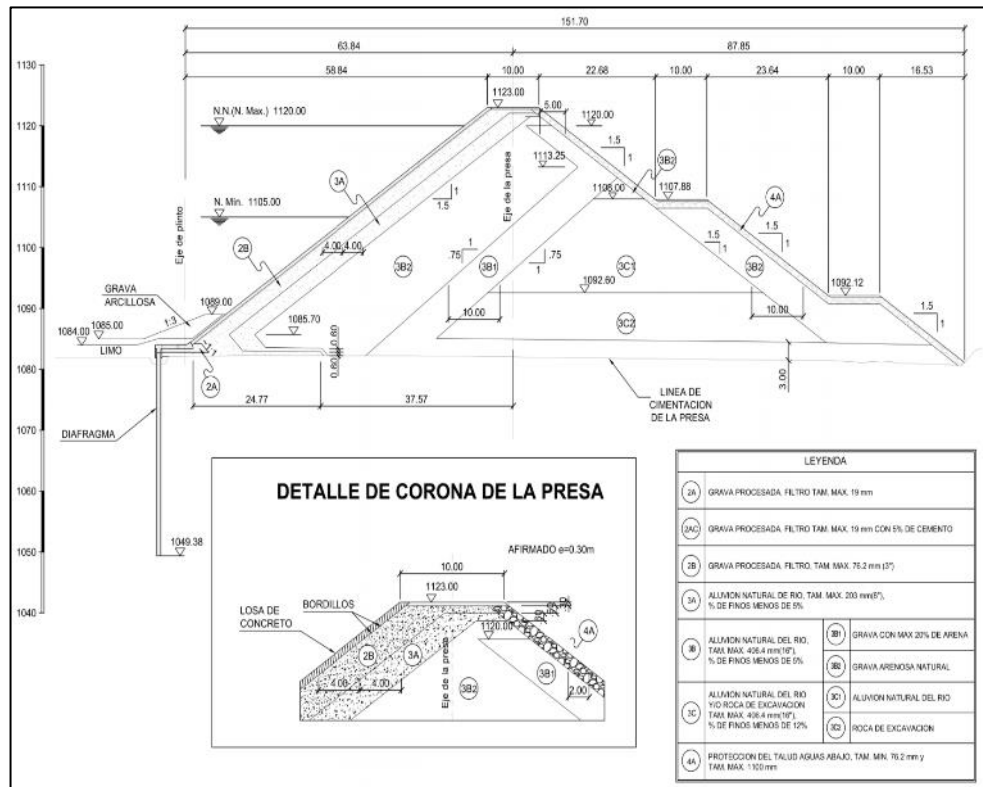 151.70
63.84
87.85
58.84
10.00
22.68
10.00
23.64
10.00
16.53
1130
1120
1110
1100
1090
1080
1070
1060
1050
1040
N.N.(N. Max.) 1120.00
1123.00
5.00
1120.00
1.5
1
3B2
1113.25
Eje de la presa
1108.00
1107.88
4A
3A
1
1.5
N. Min. 1105.00
Eje de plinto
2B
4.00
4.00
3B2
1
.75
3B1
.75
1
3C1
1.5
1
1.5
1
3B2
1092.60
1092.12
1.5
1
GRAVA
ARCILLOSA
1089.00
1:3
1084.00
1085.00
LIMO
1085.70
10.00
10.00
3C2
0.60
0.60
3.00
2A
24.77
37.57
LINEA DE
CIMENTACION
DE LA PRESA
DIAFRAGMA
1049.38
DETALLE DE CORONA DE LA PRESA
AFIRMADO e=0.30m
10.00
1123.00
BORDILLOS
LOSA DE
CONCRETO
1120.00
4A
2B
3A
4.00
4.00
Eje de la presa
3B2
3B1
2.00
LEYENDA
2A GRAVA PROCESADA. FILTRO TAM. MAX. 19 mm
2AC GRAVA PROCESADA. FILTRO TAM. MAX. 19 mm CON 5% DE CEMENTO
2B GRAVA PROCESADA. FILTRO, TAM. MAX. 76.2 mm (3")
3A ALUVION NATURAL DE RIO, TAM. MAX. 203 mm(8"),
% DE FINOS MENOS DE 5%
3B ALUVION NATURAL DEL RIO,
TAM. MAX. 406.4 mm(16"),
% DE FINOS MENOS DE 5%
3B1 GRAVA CON MAX 20% DE ARENA
3B2 GRAVA ARENOSA NATURAL
3C ALUVION NATURAL DEL RIO
Y/O ROCA DE EXCAVACION
TAM. MAX. 406.4 mm(16"),
% DE FINOS MENOS DE 12%
3C1 ALUVION NATURAL DEL RIO
3C2 ROCA DE EXCAVACION
4A PROTECCION DEL TALUD AGUAS ABAJO, TAM. MIN. 76.2 mm y
TAM. MAX. 1100 mm